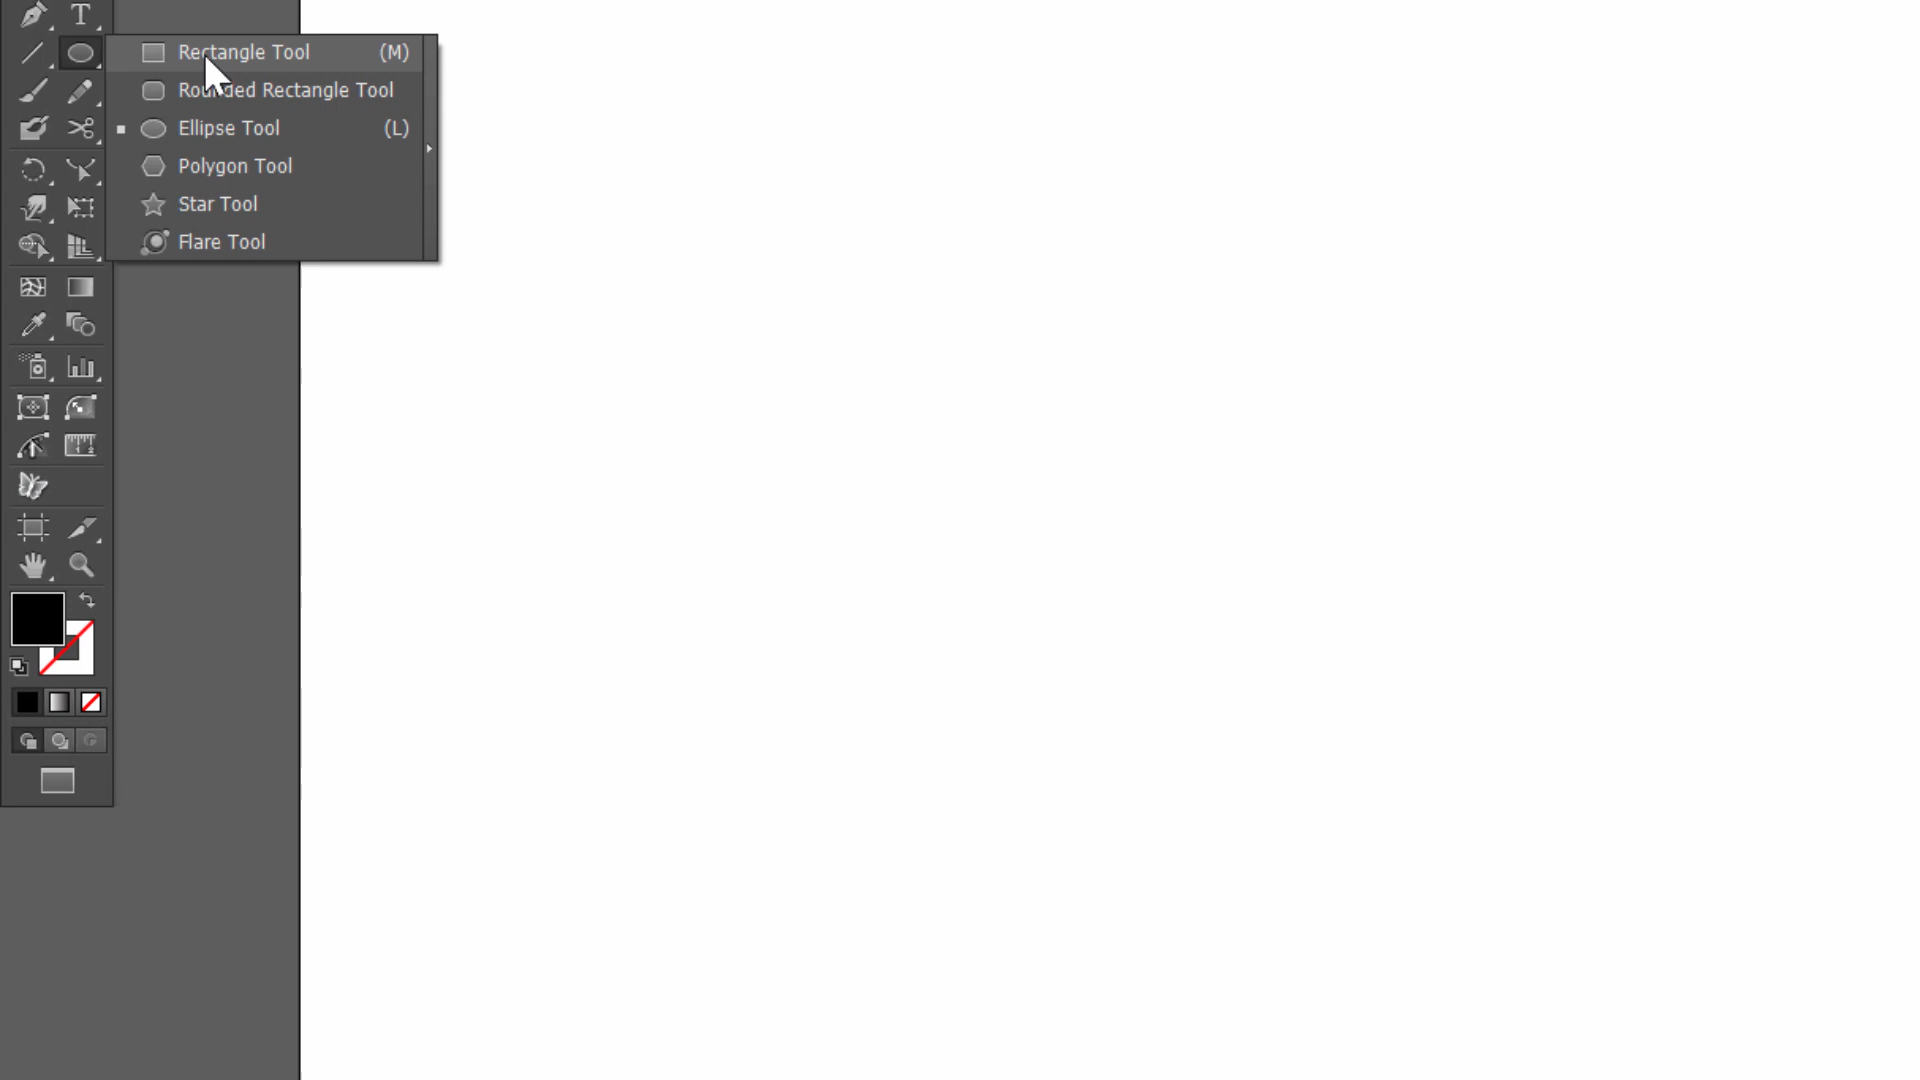 T
Rectangle Tool (M)
Rounded Rectangle Tool
Ellipse Tool (L)
Polygon Tool
Star Tool
Flare Tool